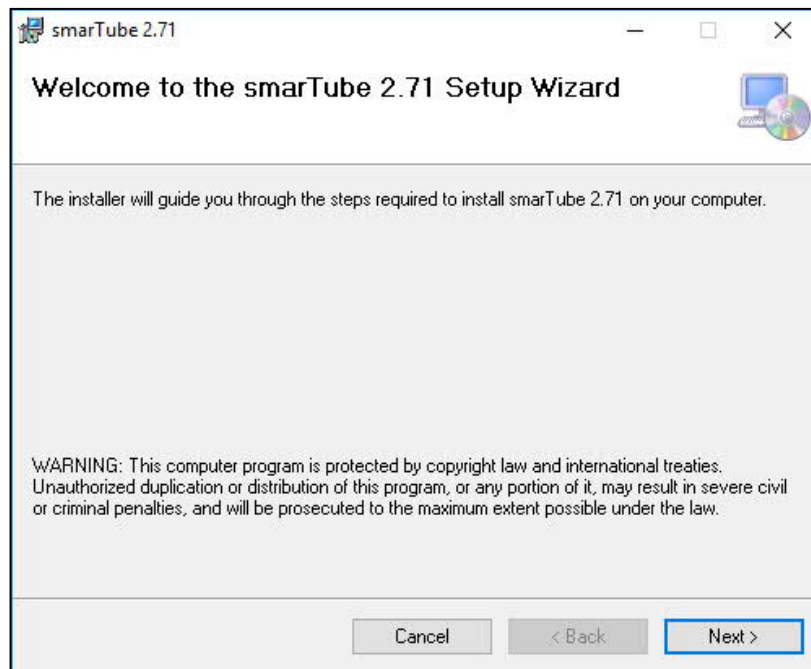 smarTube 2.71
Welcome to the smarTube 2.71 Setup Wizard
The installer will guide you through the steps required to install smarTube 2.71 on your computer.
WARNING: This computer program is protected by copyright law and international treaties.
Unauthorized duplication or distribution of this program, or any portion of it, may result in severe civil
or criminal penalties, and will be prosecuted to the maximum extent possible under the law.
Cancel < Back Next >